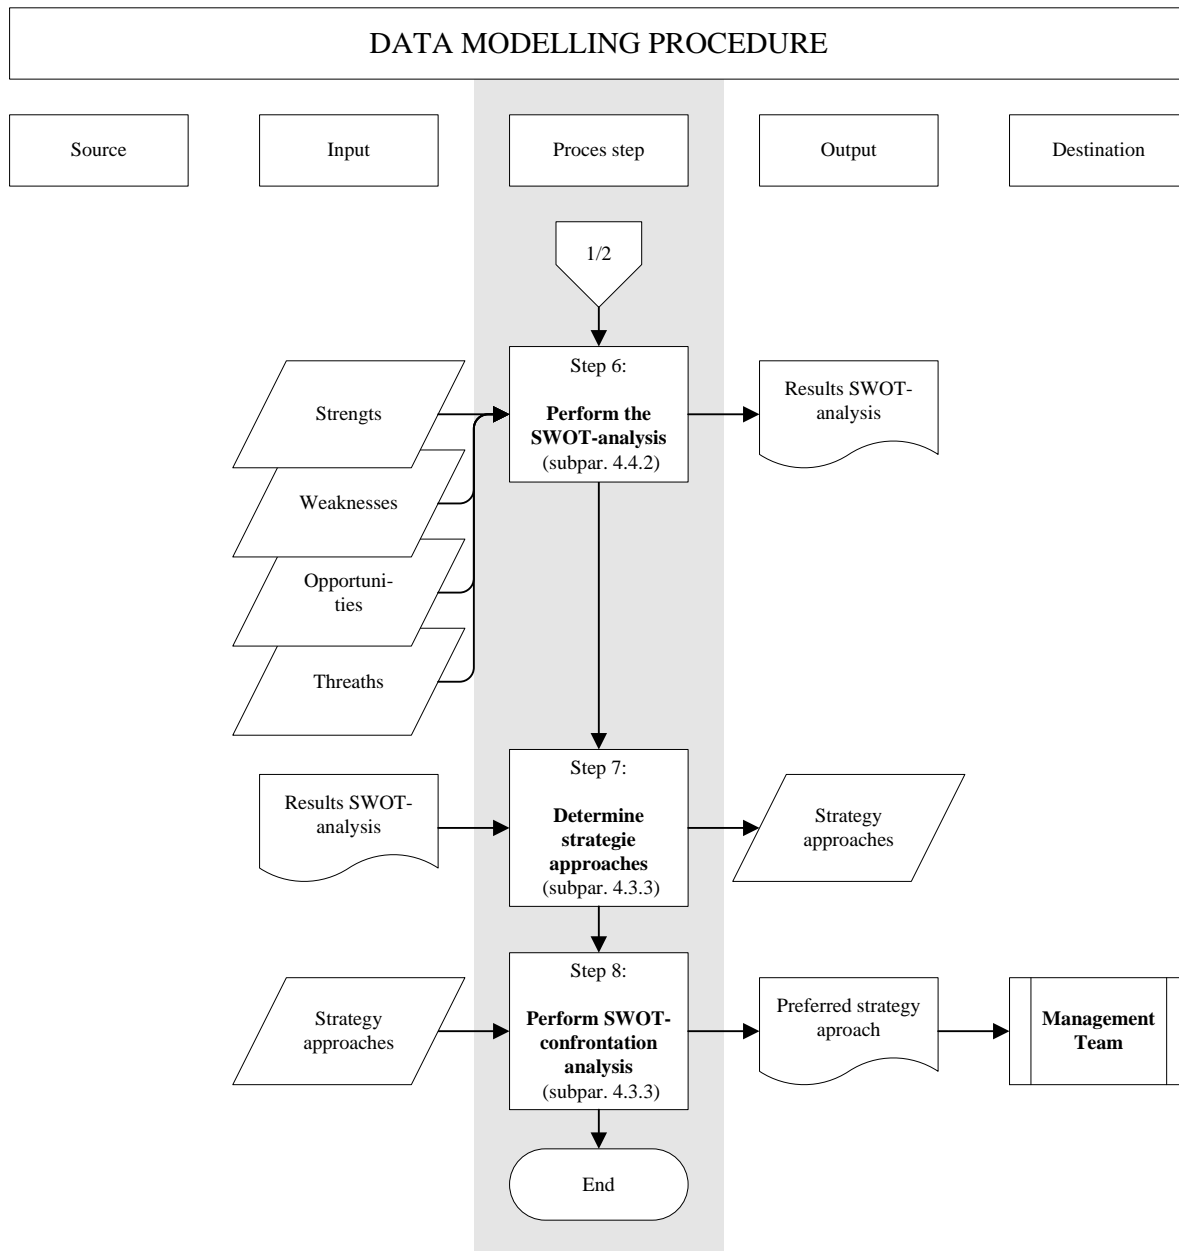 DATA MODELLING PROCEDURE
Source
Input
Proces step
Output
Destination
1/2
Strengts
Weaknesses
Opportuni-
ties
Threaths
Step 6:
Perform the
SWOT-analysis
(subpar. 4.4.2)
Results SWOT-
analysis
Results SWOT-
analysis
Step 7:
Determine
strategie
approaches
(subpar. 4.3.3)
Strategy
approaches
Strategy
approaches
Step 8:
Perform SWOT-
confrontation
analysis
(subpar. 4.3.3)
Preferred strategy
aproach
Management
Team
End